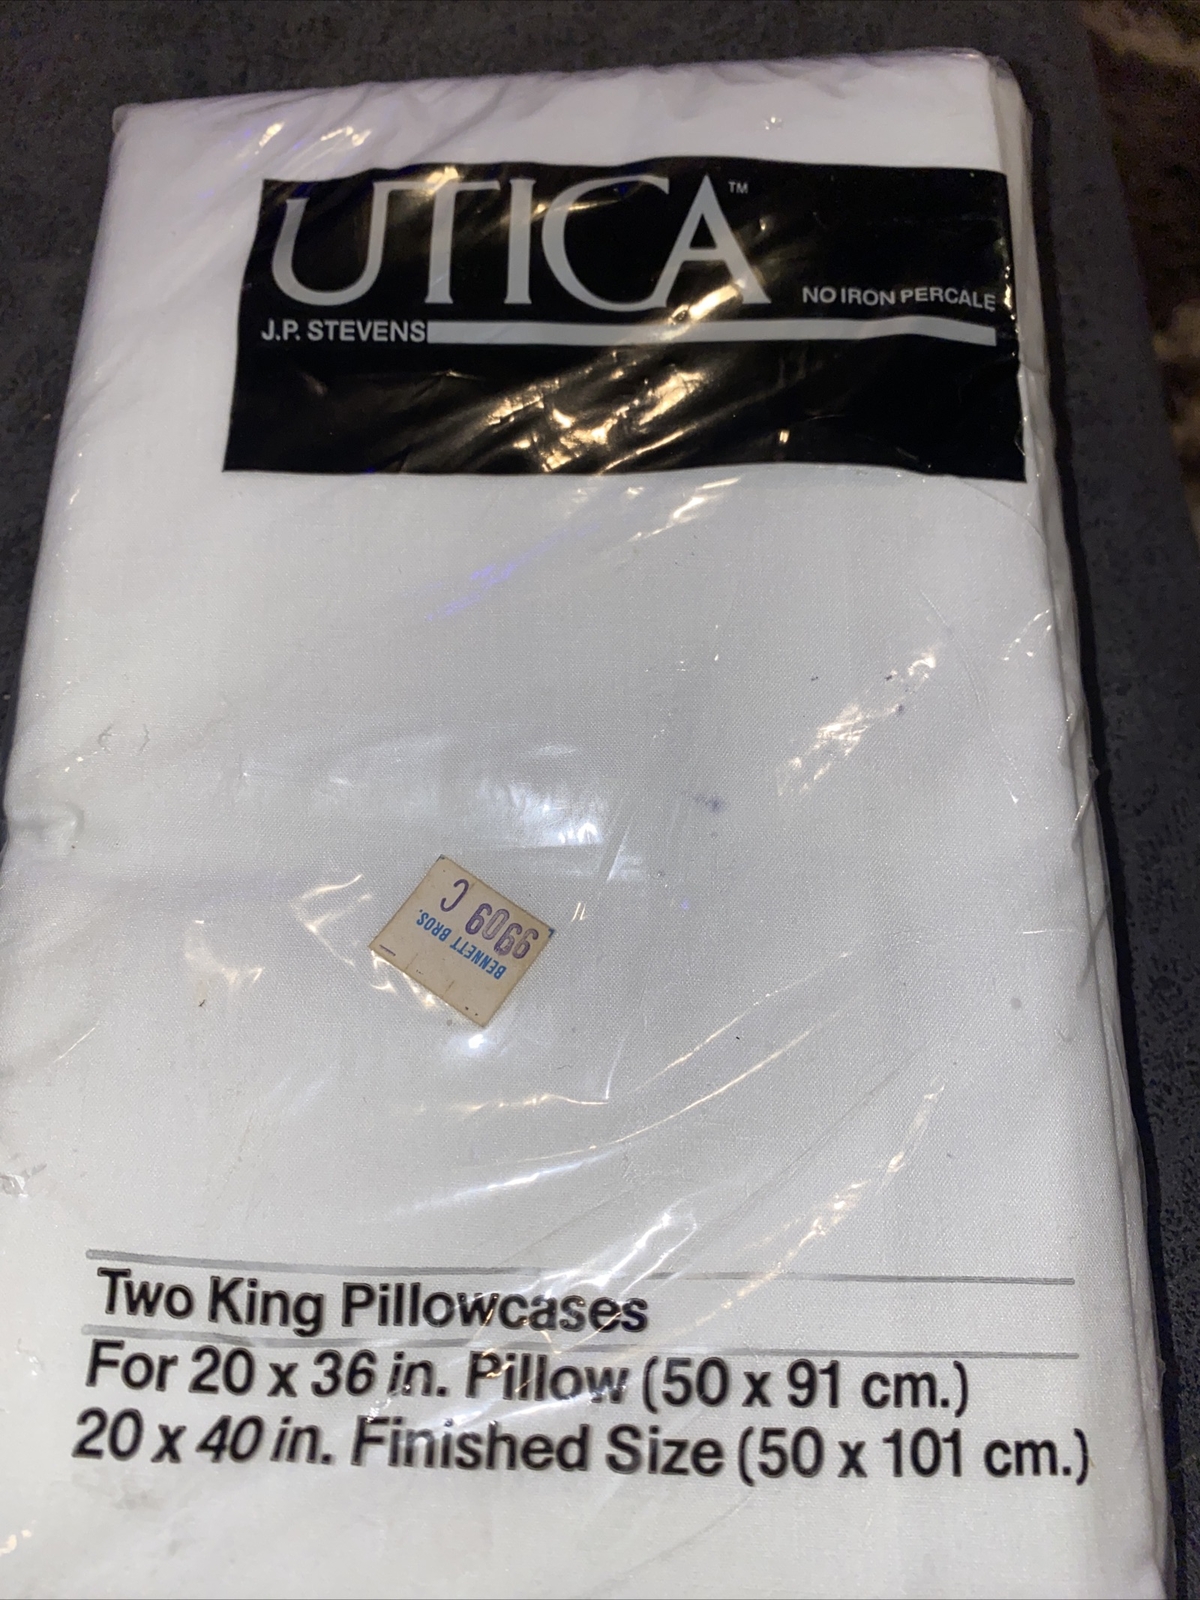 UTICA™
NO IRON PERCALE
J.P. STEVENS
BENNETT BROS.
9909 C
Two King Pillowcases
For 20 x 36 in. Pillow (50 x 91 cm.)
20 x 40 in. Finished Size (50 x 101 cm.)